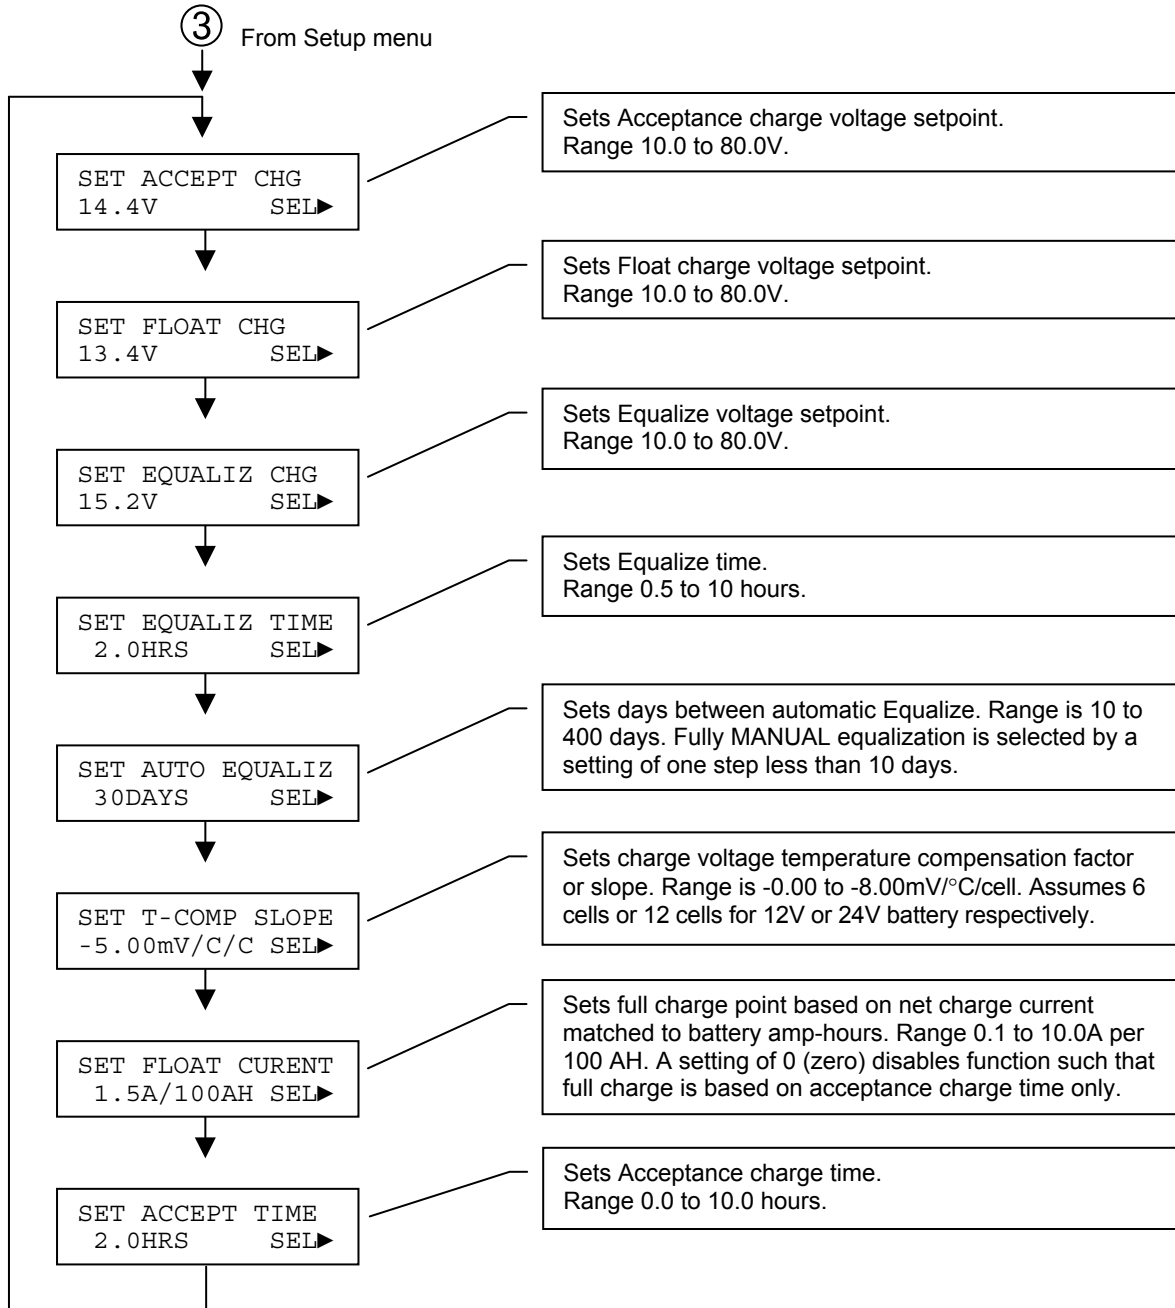 ③ From Setup menu
SET ACCEPT CHG
14.4V SEL►
Sets Acceptance charge voltage setpoint.
Range 10.0 to 80.0V.
SET FLOAT CHG
13.4V SEL►
Sets Float charge voltage setpoint.
Range 10.0 to 80.0V.
SET EQUALIZ CHG
15.2V SEL►
Sets Equalize voltage setpoint.
Range 10.0 to 80.0V.
SET EQUALIZ TIME
2.0HRS SEL►
Sets Equalize time.
Range 0.5 to 10 hours.
SET AUTO EQUALIZ
30DAYS SEL►
Sets days between automatic Equalize. Range is 10 to
400 days. Fully MANUAL equalization is selected by a
setting of one step less than 10 days.
SET T-COMP SLOPE
-5.00mV/C/C SEL►
Sets charge voltage temperature compensation factor
or slope. Range is -0.00 to -8.00mV/°C/cell. Assumes 6
cells or 12 cells for 12V or 24V battery respectively.
SET FLOAT CURENT
1.5A/100AH SEL►
Sets full charge point based on net charge current
matched to battery amp-hours. Range 0.1 to 10.0A per
100 AH. A setting of 0 (zero) disables function such that
full charge is based on acceptance charge time only.
SET ACCEPT TIME
2.0HRS SEL►
Sets Acceptance charge time.
Range 0.0 to 10.0 hours.